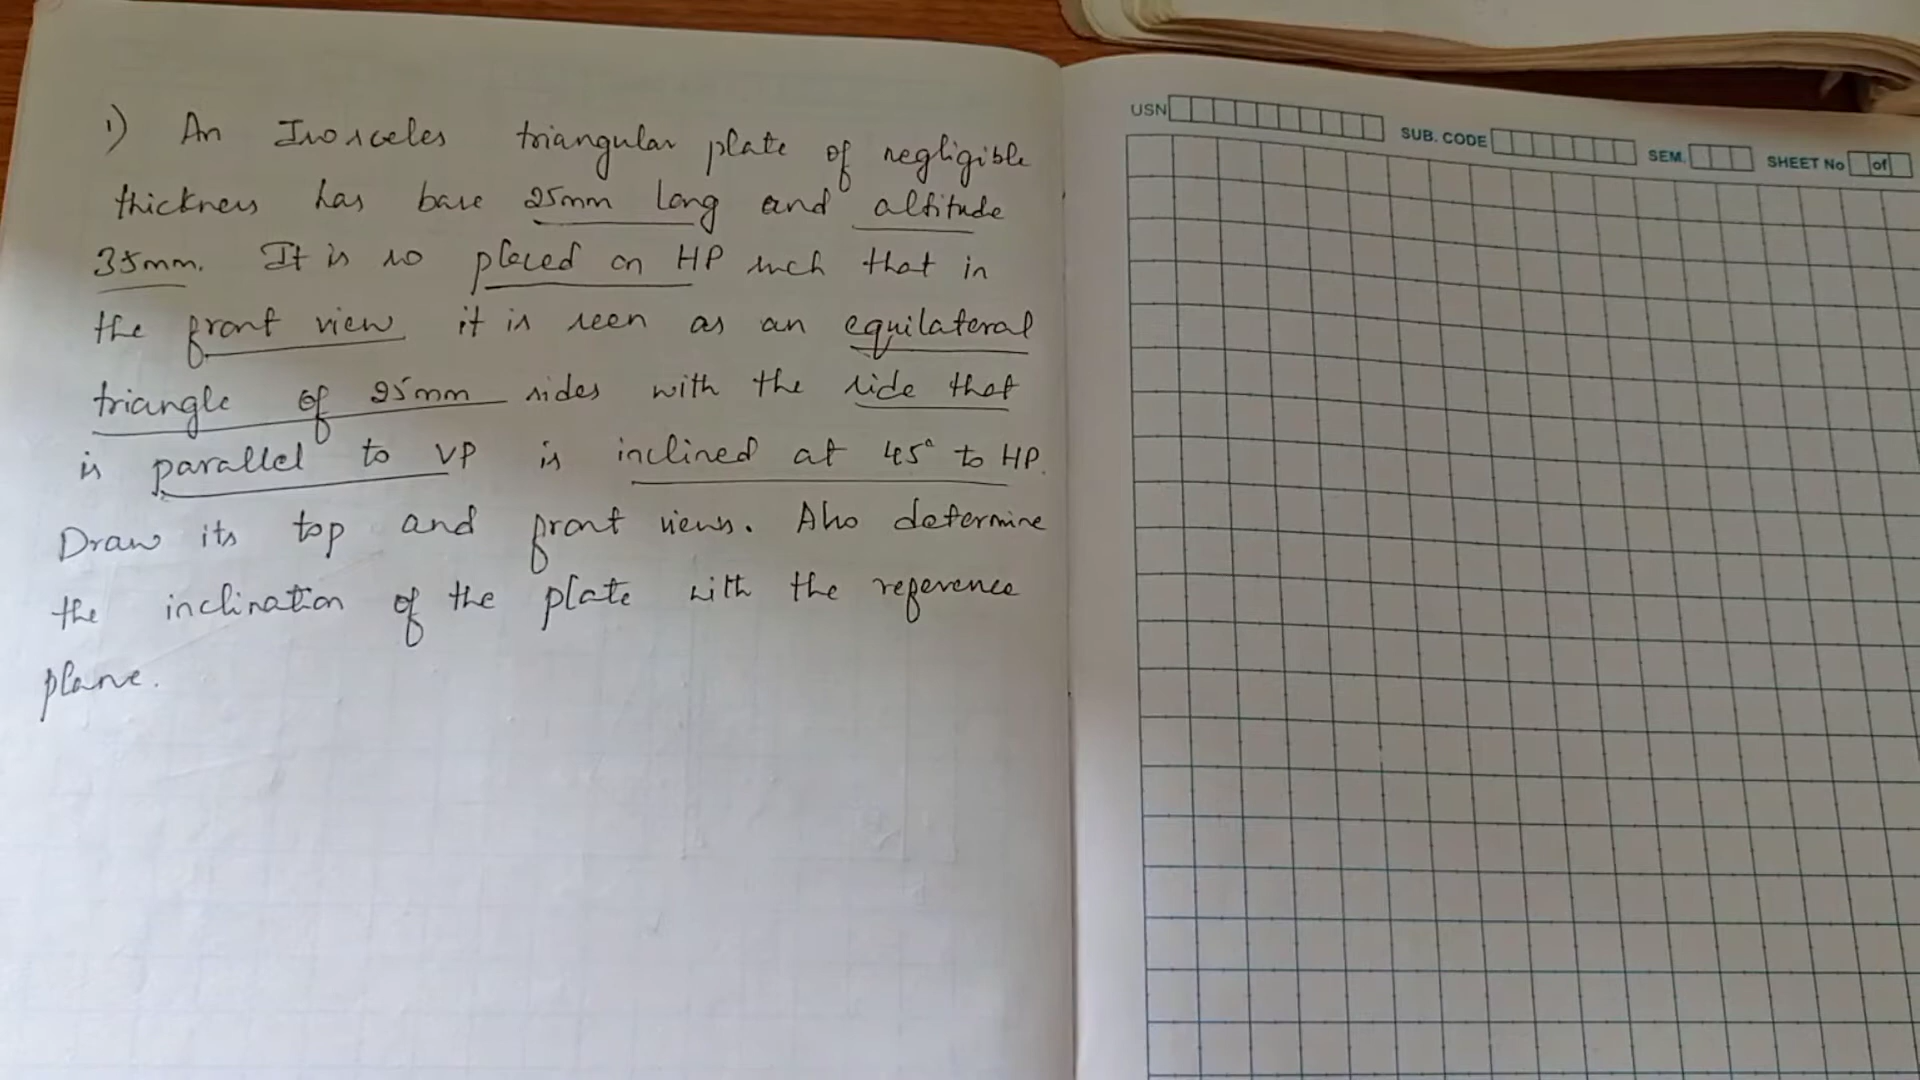 1) An Isosceles triangular plate of negligible
thickness has base 25mm long and altitude
35mm. It is so placed on HP such that in
the front view it is seen as an equilateral
triangle of 25mm sides with the side that
is parallel to VP is inclined at 45° to HP.
Draw its top and front views. Also determine
the inclination of the plate with the reference
plane.
USN
SUB. CODE
SEM.
SHEET No of